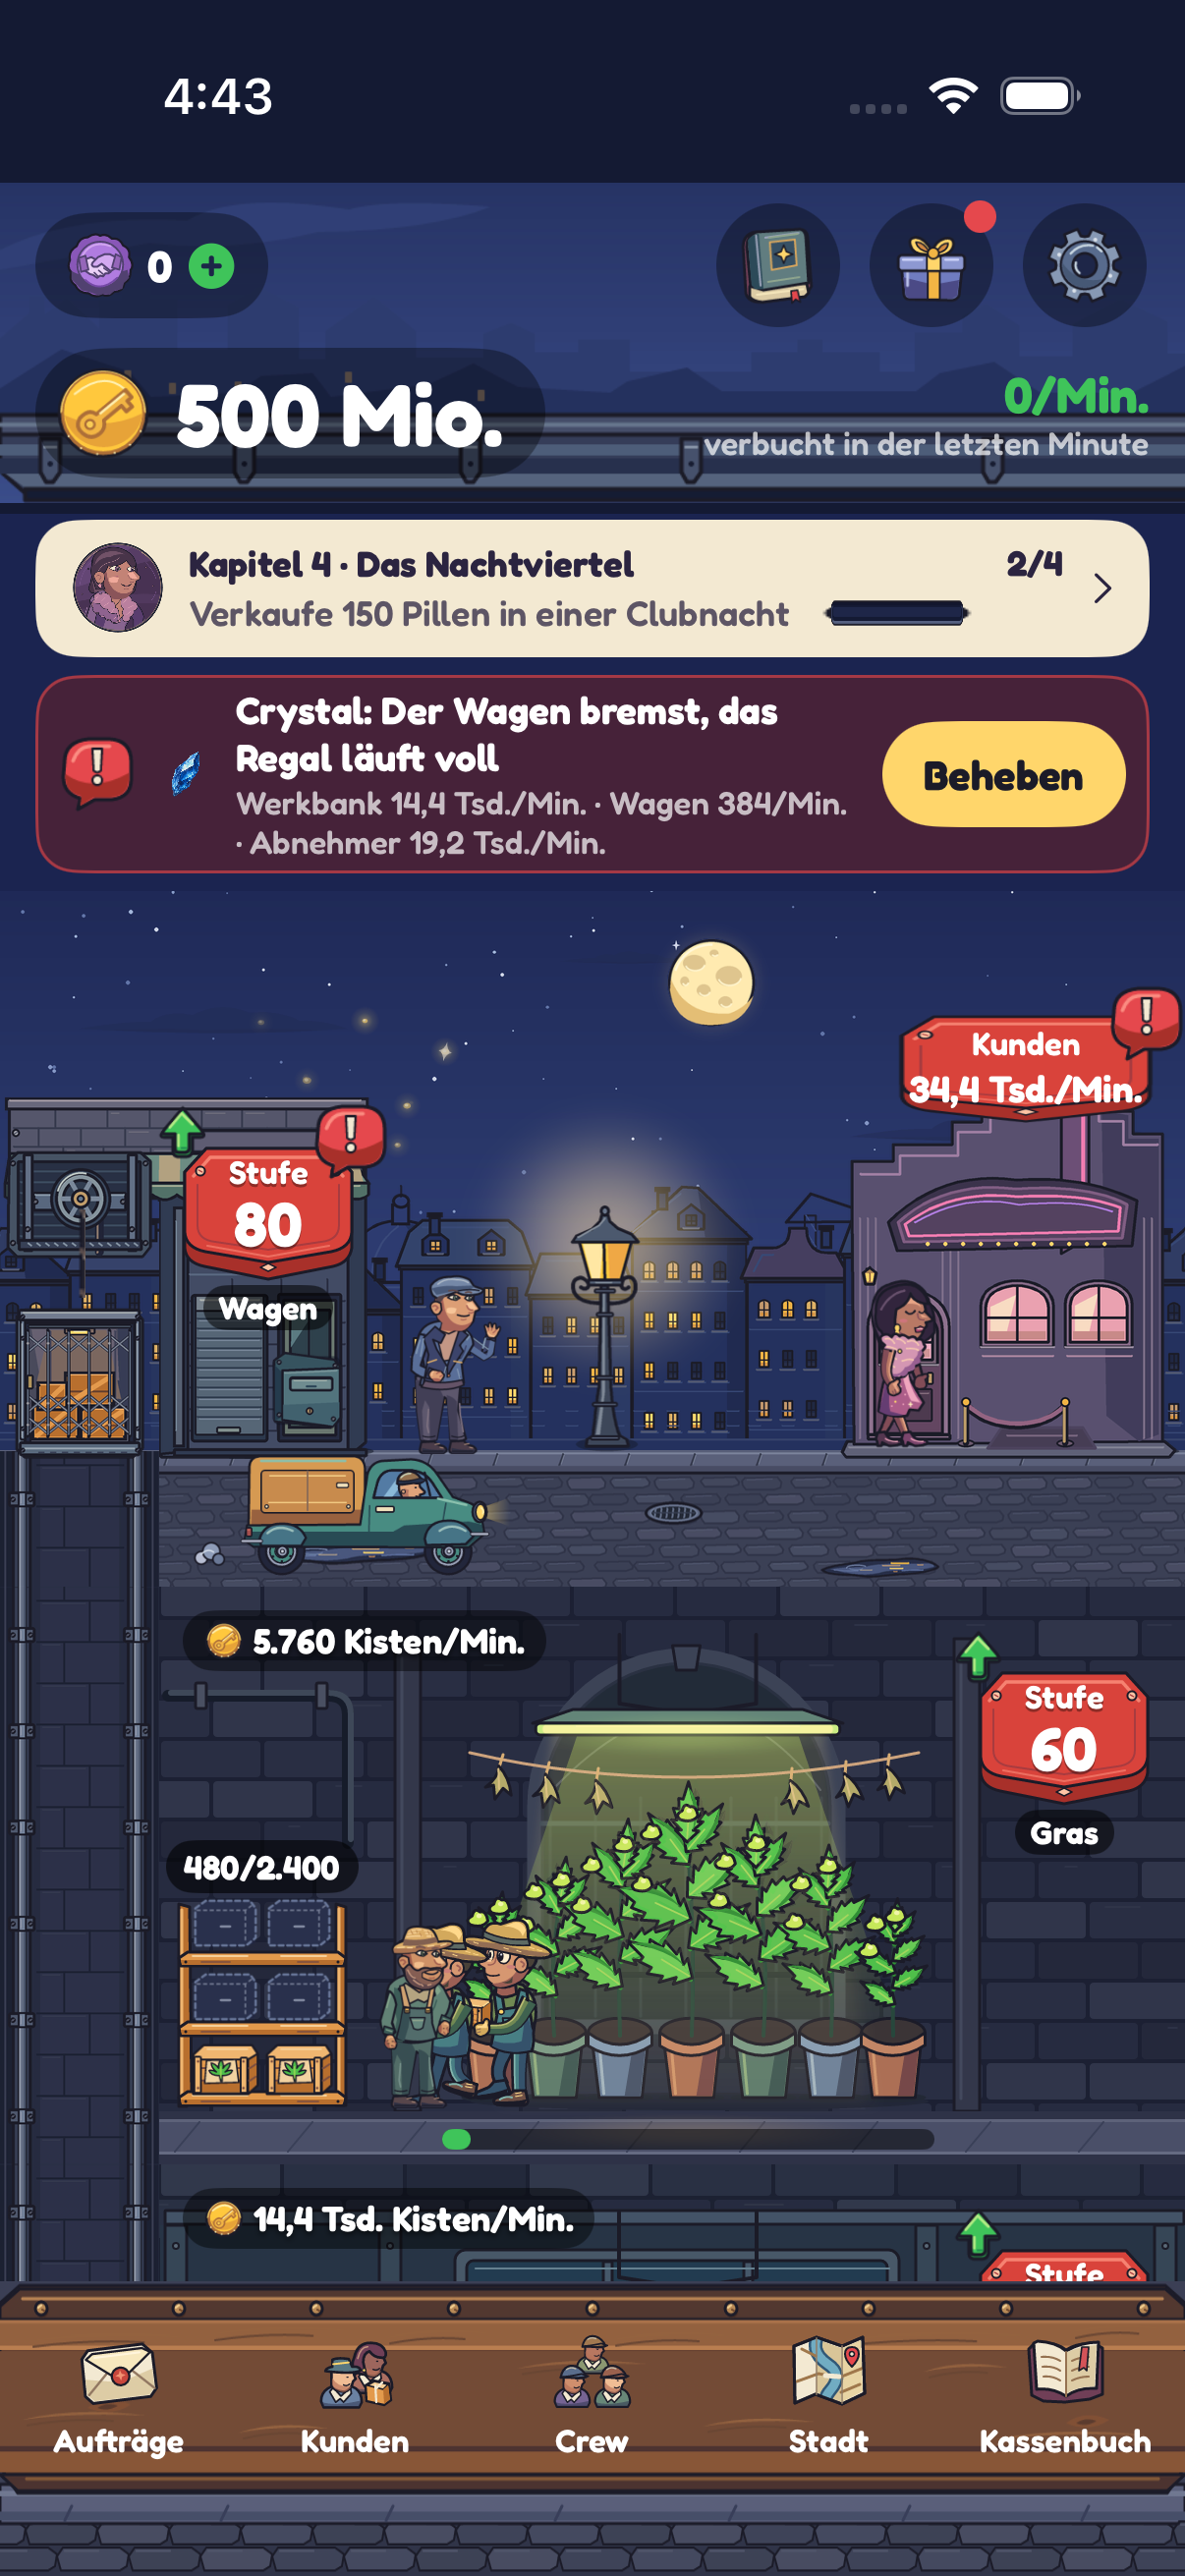 4:43
0
500 Mio.
0/Min.
verbucht in der letzten Minute
Kapitel 4 · Das Nachtviertel
2/4
Verkaufe 150 Pillen in einer Clubnacht
Crystal: Der Wagen bremst, das
Regal läuft voll
Werkbank 14,4 Tsd./Min. · Wagen 384/Min.
· Abnehmer 19,2 Tsd./Min.
Beheben
Kunden
34,4 Tsd./Min.
Stufe
80
Wagen
5.760 Kisten/Min.
Stufe
60
Gras
480/2.400
14,4 Tsd. Kisten/Min.
Stufe
Aufträge
Kunden
Crew
Stadt
Kassenbuch